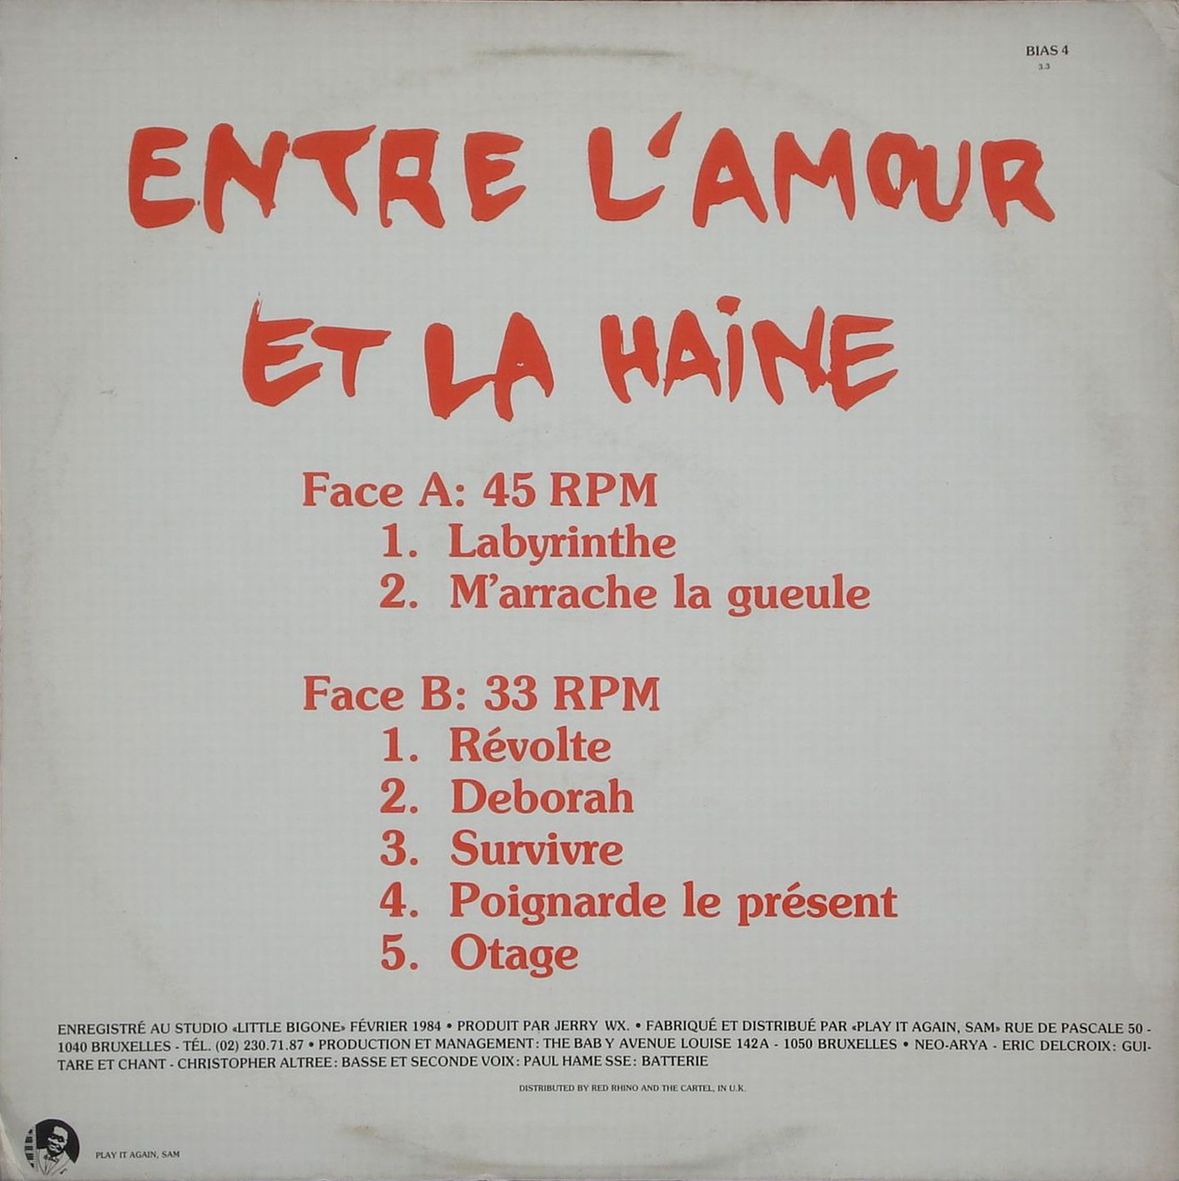 BIAS 4
3.3
ENTRE L'AMOUR
ET LA HAINE
Face A: 45 RPM
1. Labyrinthe
2. M'arrache la gueule
Face B: 33 RPM
1. Révolte
2. Deborah
3. Survivre
4. Poignarde le présent
5. Otage
ENREGISTRÉ AU STUDIO «LITTLE BIGONE» FÉVRIER 1984 • PRODUIT PAR JERRY WX. • FABRIQUÉ ET DISTRIBUÉ PAR «PLAY IT AGAIN, SAM» RUE DE PASCALE 50 -
1040 BRUXELLES - TÉL. (02) 230.71.87 • PRODUCTION ET MANAGEMENT: THE BABY AVENUE LOUISE 142A - 1050 BRUXELLES • NEO-ARYA - ERIC DELCROIX: GUI-
TARE ET CHANT - CHRISTOPHER ALTREE: BASSE ET SECONDE VOIX: PAUL HAME SSE: BATTERIE
DISTRIBUTED BY RED RHINO AND THE CARTEL, IN U.K.
PLAY IT AGAIN, SAM